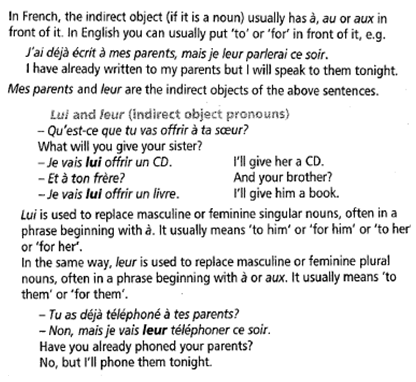 In French, the indirect object (if it is a noun) usually has à, au or aux in
front of it. In English you can usually put 'to' or 'for' in front of it, e.g.
J'ai déjà écrit à mes parents, mais je leur parlerai ce soir.
I have already written to my parents but I will speak to them tonight.
Mes parents and leur are the indirect objects of the above sentences.
Lui and leur (indirect object pronouns)
– Qu'est-ce que tu vas offrir à ta sœur?
What will you give your sister?
– Je vais lui offrir un CD. I'll give her a CD.
– Et à ton frère? And your brother?
– Je vais lui offrir un livre. I'll give him a book.
Lui is used to replace masculine or feminine singular nouns, often in a
phrase beginning with à. It usually means 'to him' or 'for him' or 'to her'
or 'for her'.
In the same way, leur is used to replace masculine or feminine plural
nouns, often in a phrase beginning with à or aux. It usually means 'to
them' or 'for them'.
– Tu as déjà téléphoné à tes parents?
– Non, mais je vais leur téléphoner ce soir.
Have you already phoned your parents?
No, but I'll phone them tonight.